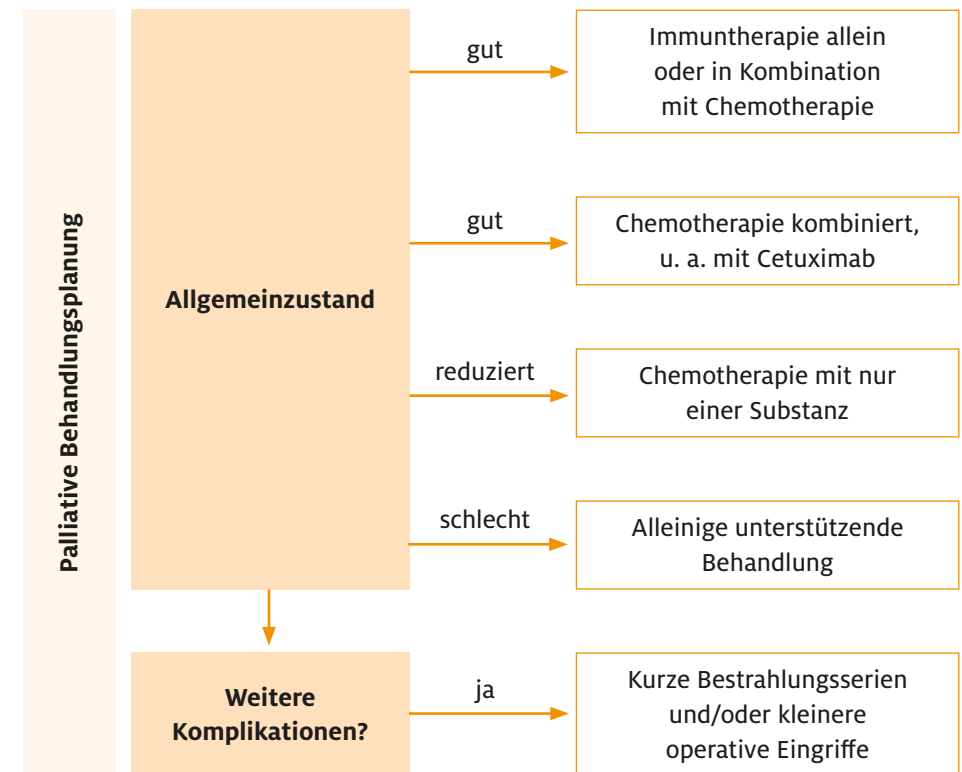 Palliative Behandlungsplanung
Allgemeinzustand
gut
Immuntherapie allein
oder in Kombination
mit Chemotherapie
gut
Chemotherapie kombiniert,
u. a. mit Cetuximab
reduziert
Chemotherapie mit nur
einer Substanz
schlecht
Alleinige unterstützende
Behandlung
Weitere
Komplikationen?
ja
Kurze Bestrahlungsserien
und/oder kleinere
operative Eingriffe